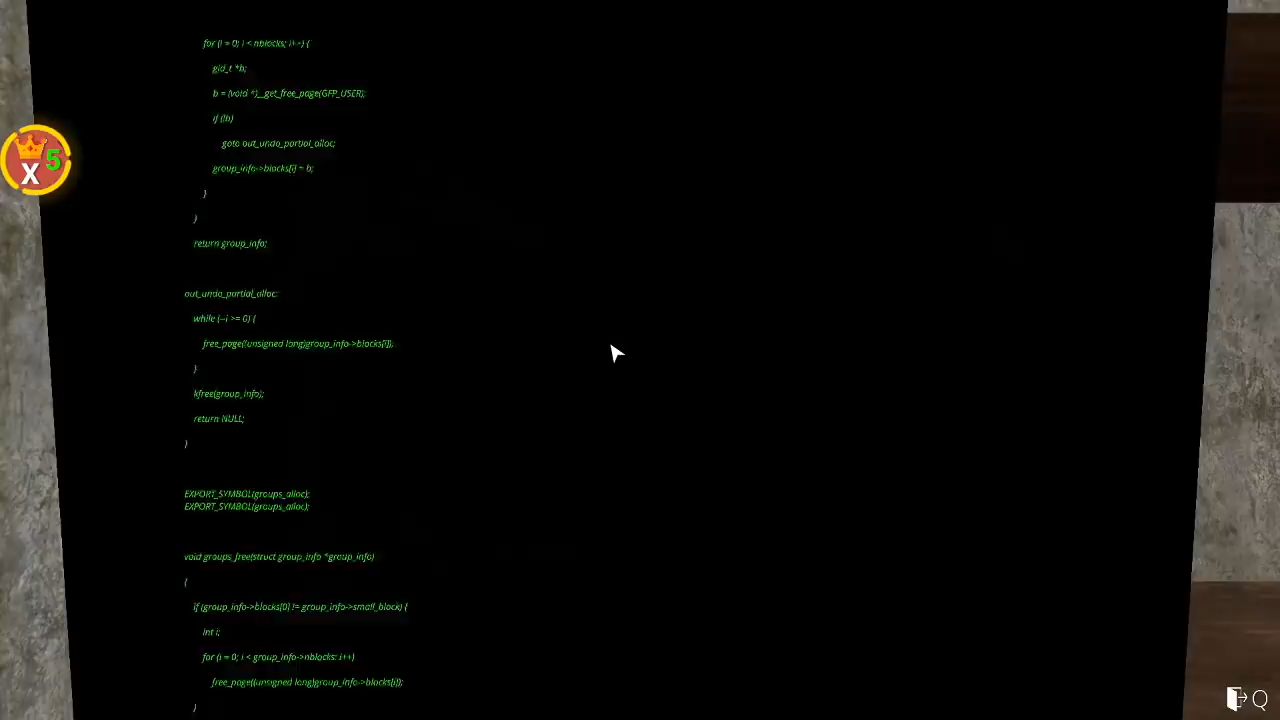 for (i = 0; i < nblocks; i++) {
gid_t *b;
b = (void *)__get_free_page(GFP_USER);
if (!b)
goto out_undo_partial_alloc;
group_info->blocks[i] = b;
}
}
return group_info;
out_undo_partial_alloc:
while (--i >= 0) {
free_page((unsigned long)group_info->blocks[i]);
}
kfree(group_info);
return NULL;
}
EXPORT_SYMBOL(groups_alloc);
EXPORT_SYMBOL(groups_alloc);
void groups_free(struct group_info *group_info)
{
if (group_info->blocks[0] != group_info->small_block) {
int i;
for (i = 0; i < group_info->nblocks; i++)
free_page((unsigned long)group_info->blocks[i]);
}
X 5
Q